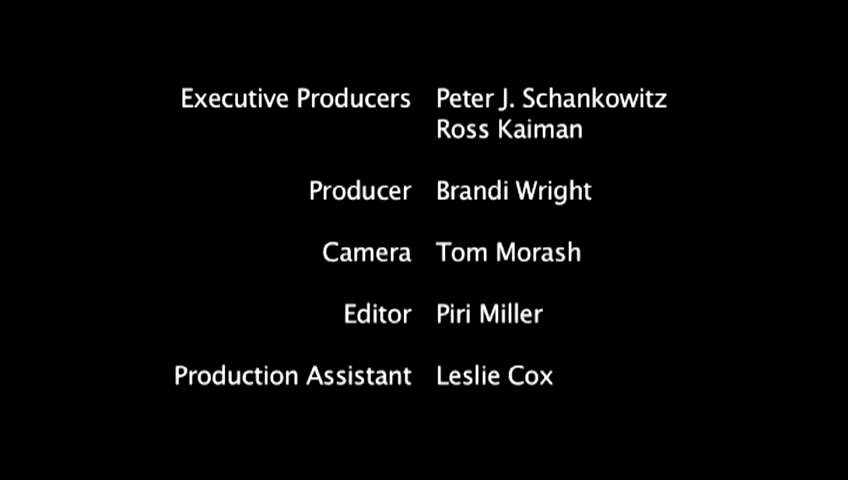 Executive Producers Peter J. Schankowitz
Ross Kaiman
Producer Brandi Wright
Camera Tom Morash
Editor Piri Miller
Production Assistant Leslie Cox